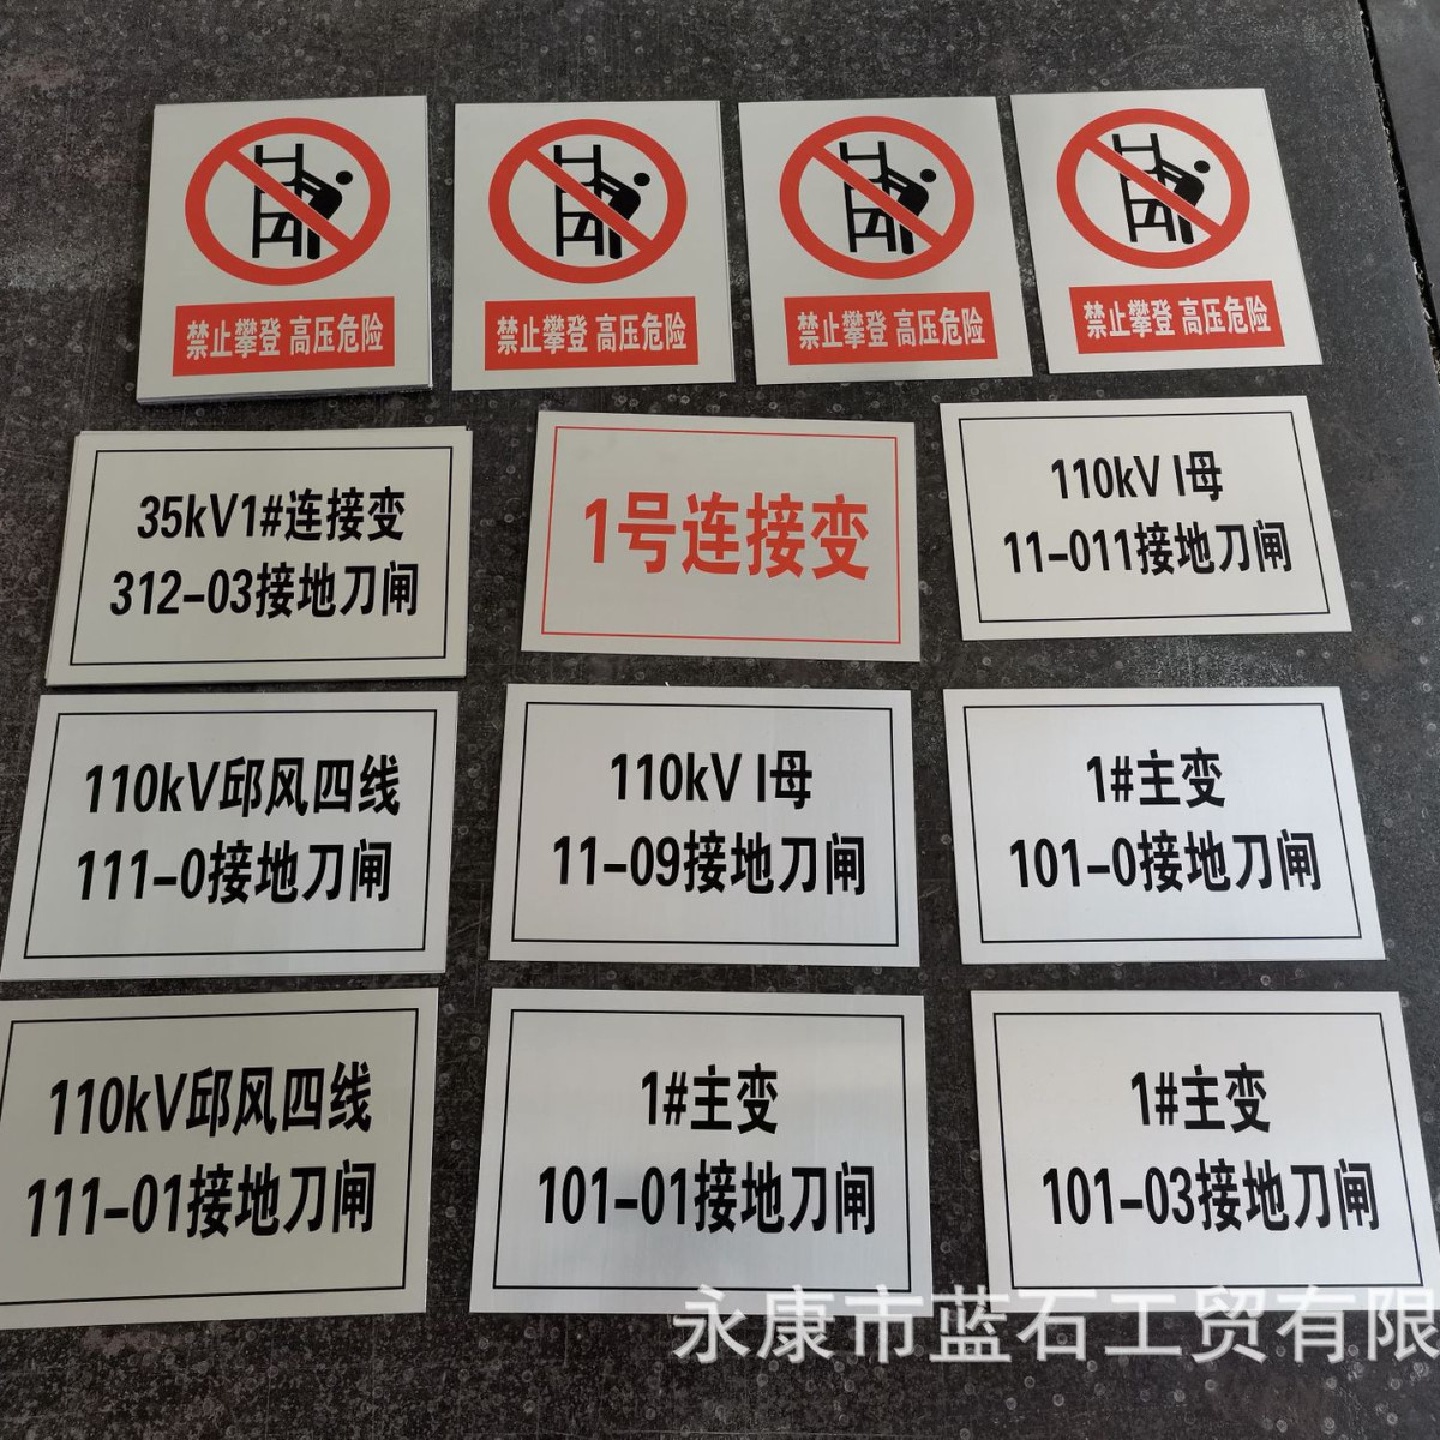 禁止攀登 高压危险
禁止攀登 高压危险
禁止攀登 高压危险
禁止攀登 高压危险
35kV1#连接变
312-03接地刀闸
1号连接变
110kV I母
11-011接地刀闸
110kV邱风四线
111-0接地刀闸
110kV I母
11-09接地刀闸
1#主变
101-0接地刀闸
110kV邱风四线
111-01接地刀闸
1#主变
101-01接地刀闸
1#主变
101-03接地刀闸
永康市蓝石工贸有限